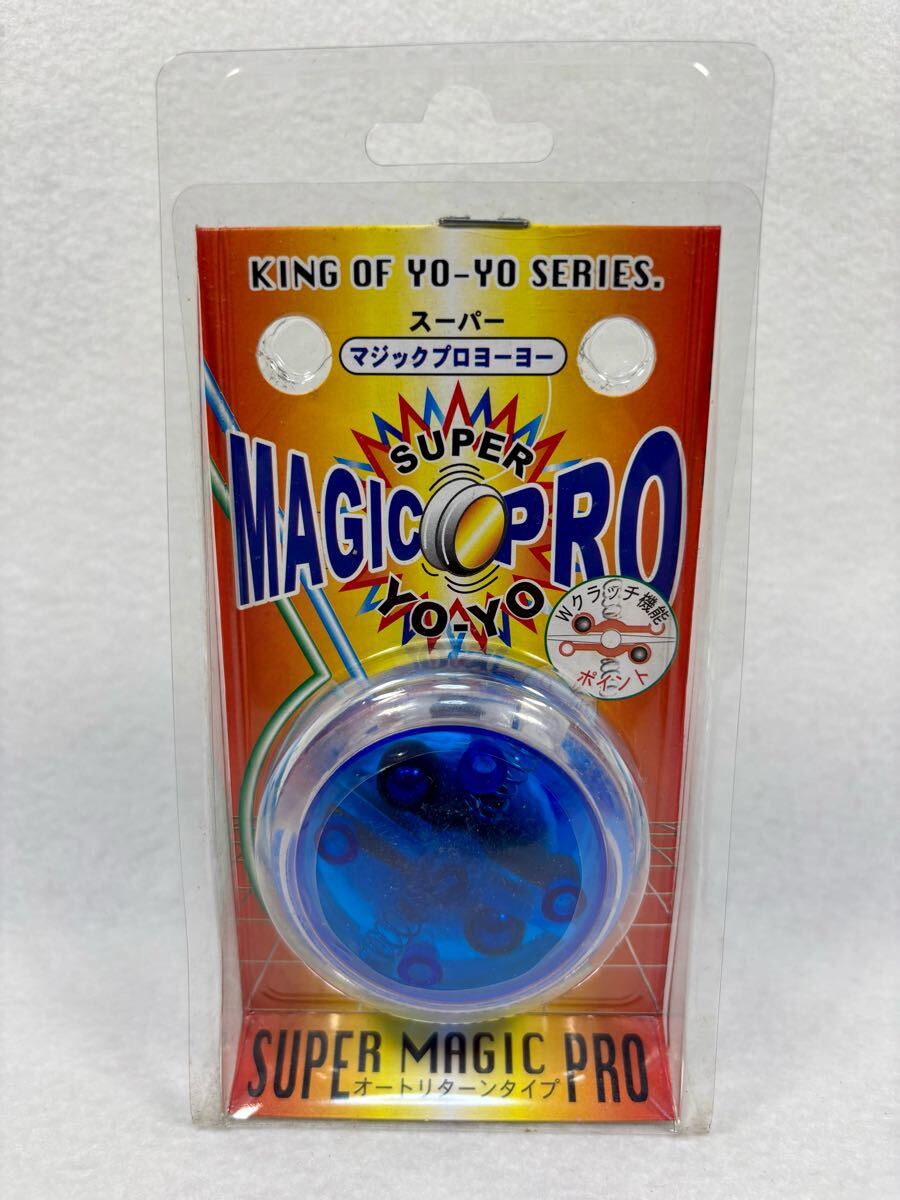 KING OF YO-YO SERIES.
スーパー
マジックプロヨーヨー
SUPER
MAGIC PRO
YO-YO
Wクラッチ機能
ポイント
SUPER MAGIC PRO
オートリターンタイプ